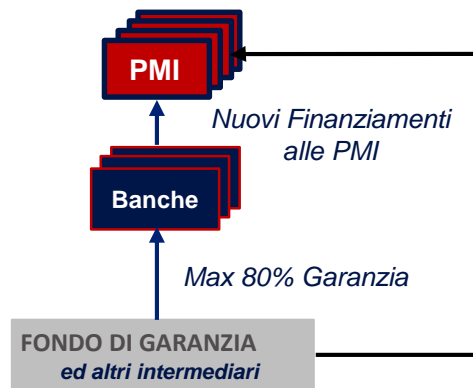 PMI
Nuovi Finanziamenti
alle PMI
Banche
Max 80% Garanzia
FONDO DI GARANZIA
ed altri intermediari